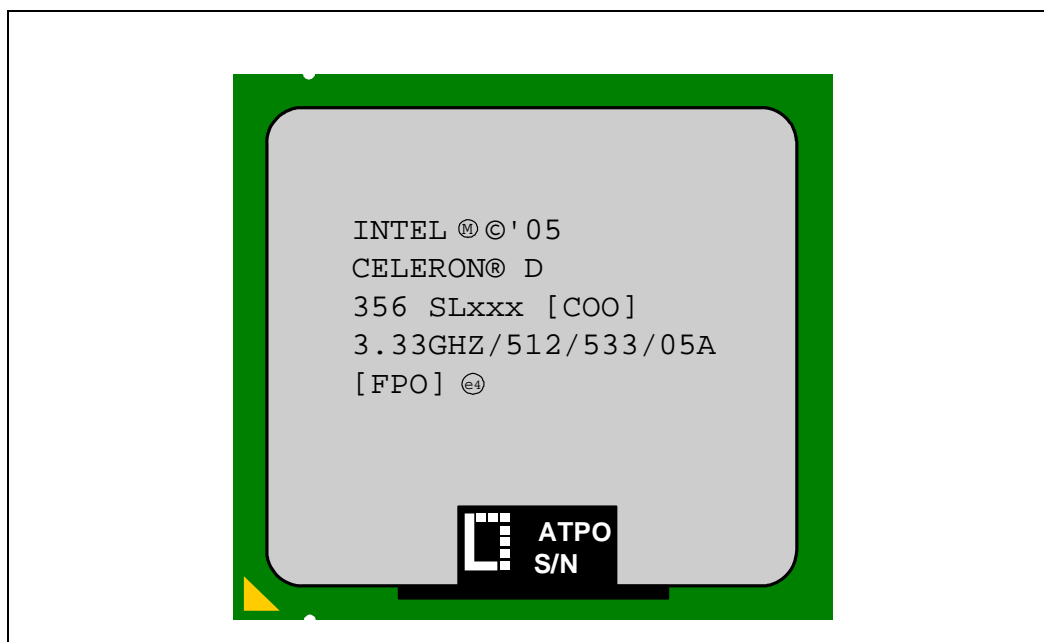 INTEL Ⓜ©'05
CELERON® D
356 SLxxx [COO]
3.33GHZ/512/533/05A
[FPO] (e4)
ATPO
S/N